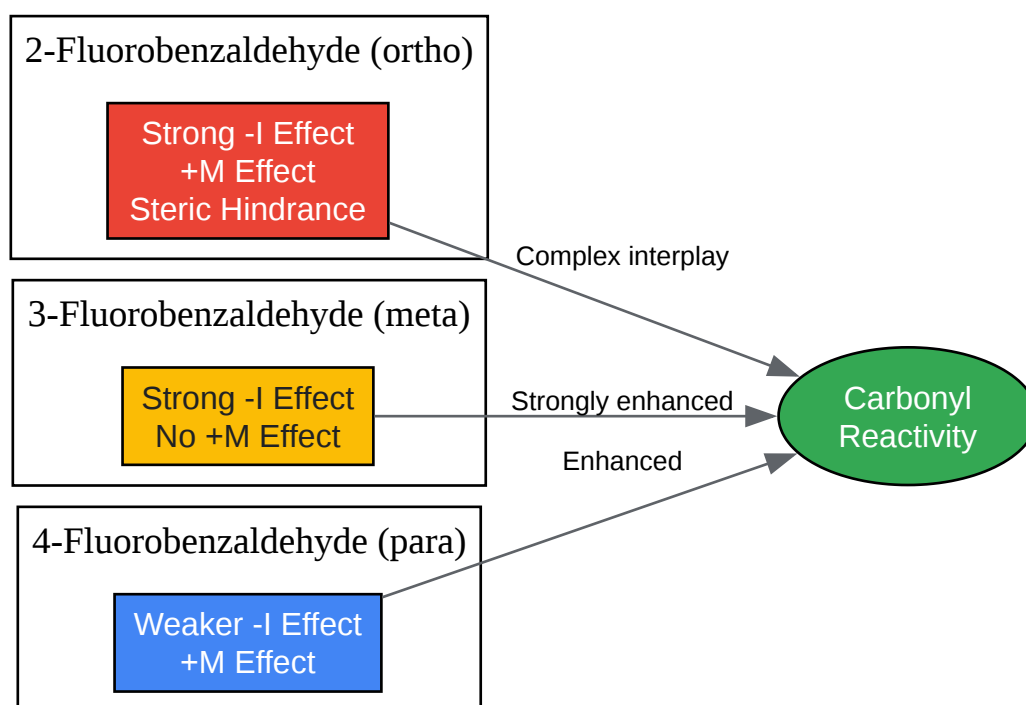 2-Fluorobenzaldehyde (ortho)
Strong -I Effect
+M Effect
Steric Hindrance
Complex interplay
3-Fluorobenzaldehyde (meta)
Strong -I Effect
No +M Effect
Strongly enhanced
Carbonyl
Reactivity
Enhanced
4-Fluorobenzaldehyde (para)
Weaker -I Effect
+M Effect